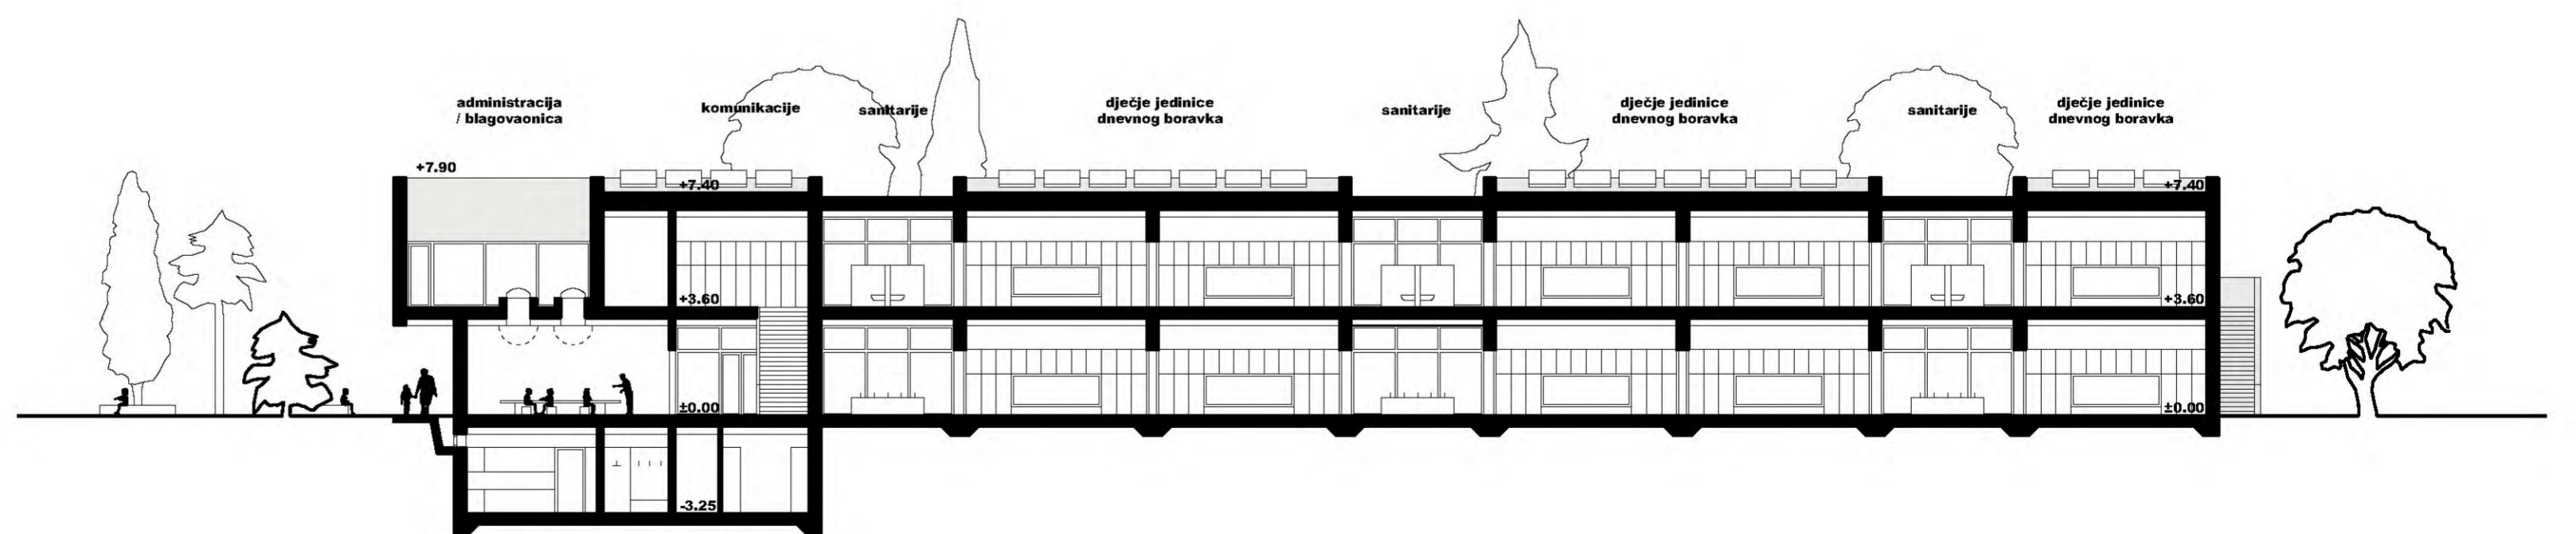 administracija
/ blagovaonica
komunikacije
sanitarije
dječje jedinice
dnevnog boravka
sanitarije
dječje jedinice
dnevnog boravka
sanitarije
dječje jedinice
dnevnog boravka
+7.90
+7.40
+7.40
+3.60
+3.60
±0.00
±0.00
-3.25